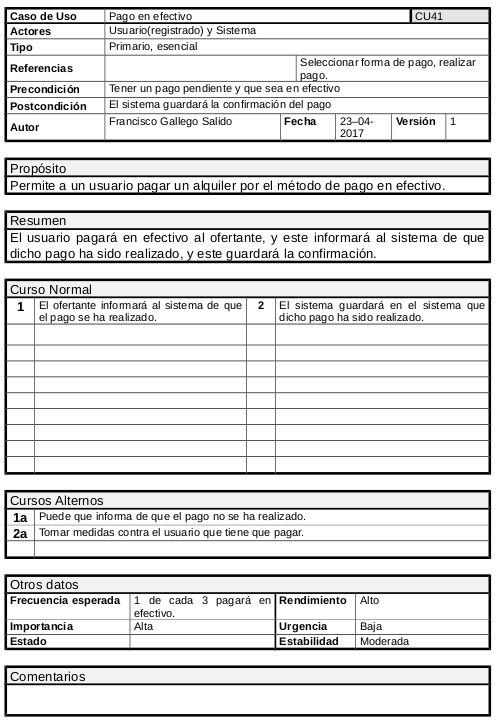 Caso de Uso Pago en efectivo CU41
Actores Usuario(registrado) y Sistema
Tipo Primario, esencial
Referencias Seleccionar forma de pago, realizar
pago.
Precondición Tener un pago pendiente y que sea en efectivo
Postcondición El sistema guardará la confirmación del pago
Autor Francisco Gallego Salido Fecha 23–04-
2017 Versión 1
Propósito
Permite a un usuario pagar un alquiler por el método de pago en efectivo.
Resumen
El usuario pagará en efectivo al ofertante, y este informará al sistema de que
dicho pago ha sido realizado, y este guardará la confirmación.
Curso Normal
1 El ofertante informará al sistema de que
el pago se ha realizado.
2 El sistema guardará en el sistema que
dicho pago ha sido realizado.
Cursos Alternos
1a Puede que informa de que el pago no se ha realizado.
2a Tomar medidas contra el usuario que tiene que pagar.
Otros datos
Frecuencia esperada 1 de cada 3 pagará en
efectivo.
Rendimiento Alto
Importancia Alta Urgencia Baja
Estado Estabilidad Moderada
Comentarios